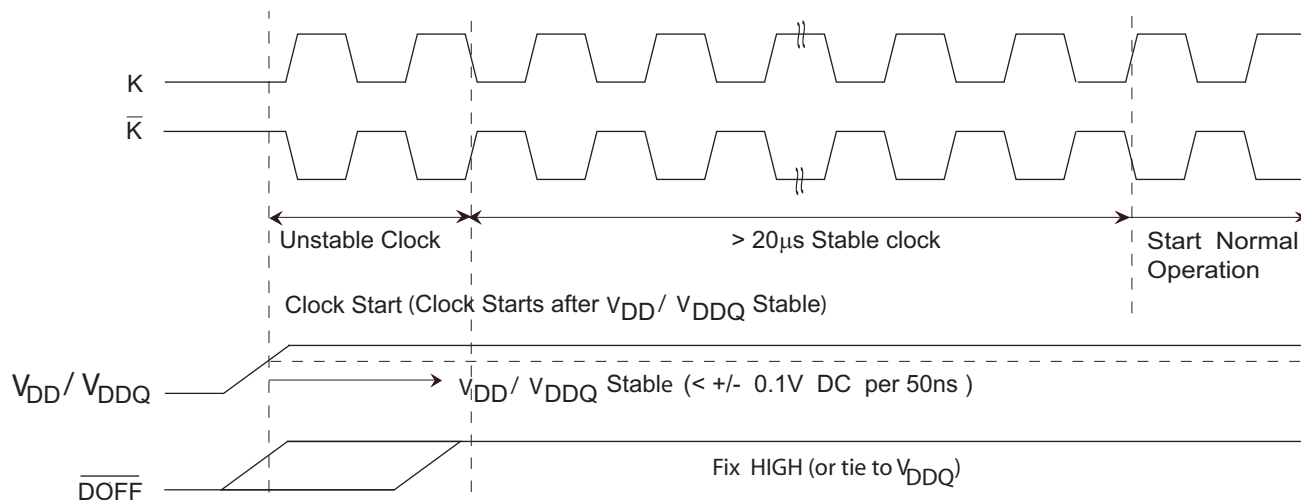 K
K̅
Unstable Clock
> 20μs Stable clock
Start Normal
Operation
Clock Start (Clock Starts after VDD / VDDQ Stable)
VDD / VDDQ
VDD / VDDQ Stable (< +/- 0.1V DC per 50ns )
Fix HIGH (or tie to VDDQ)
D̅O̅F̅F̅